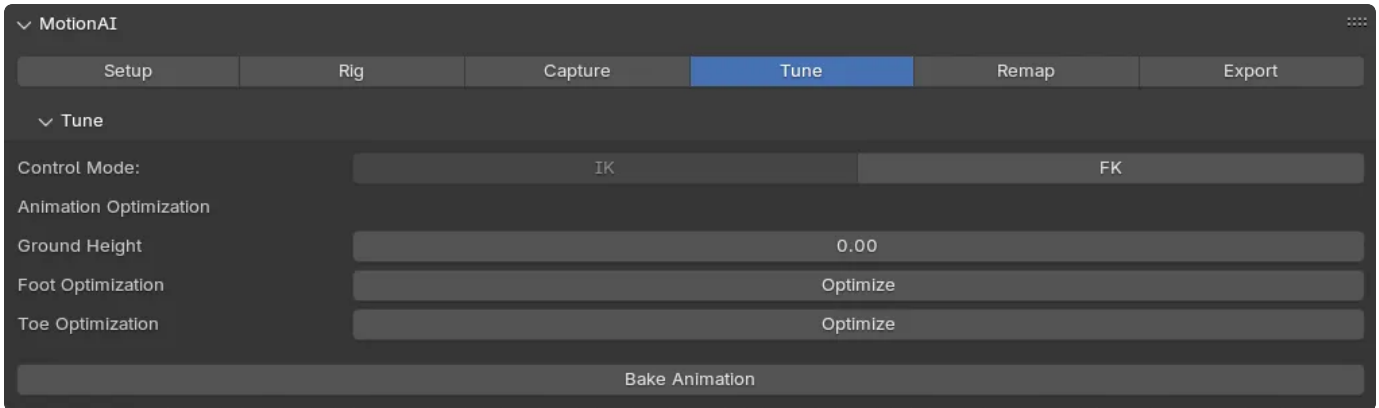 MotionAI
Setup Rig Capture Tune Remap Export
Tune
Control Mode: IK FK
Animation Optimization
Ground Height 0.00
Foot Optimization Optimize
Toe Optimization Optimize
Bake Animation